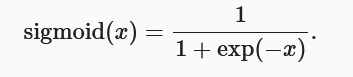 sigmoid(x) = 1 / (1 + exp(−x)).